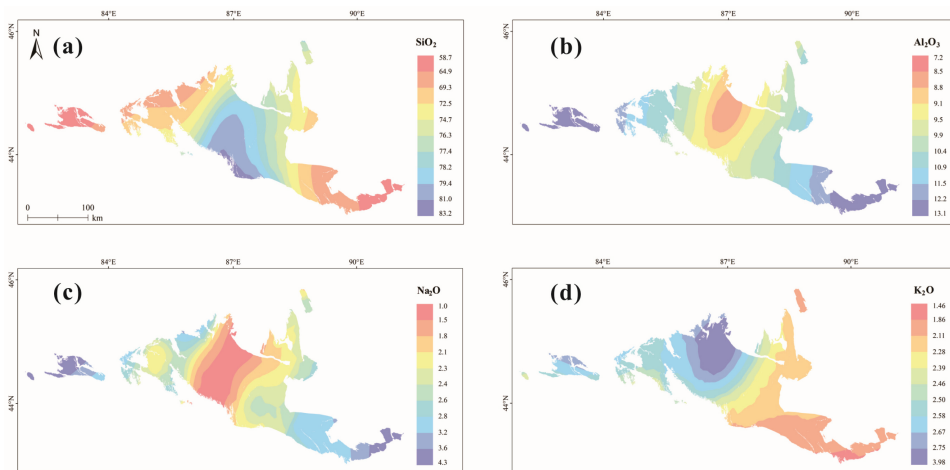 84°E 87°E 90°E
46°N
44°N
N
(a)
SiO₂
58.7
64.9
69.3
72.5
74.7
76.3
77.4
78.2
79.4
81.0
83.2
0 100
km
84°E 87°E 90°E
46°N
44°N
(b)
Al₂O₃
7.2
8.5
8.8
9.1
9.5
9.9
10.4
10.9
11.5
12.2
13.1
84°E 87°E 90°E
46°N
44°N
(c)
Na₂O
1.0
1.5
1.8
2.1
2.3
2.4
2.6
2.8
3.2
3.6
4.3
84°E 87°E 90°E
46°N
44°N
(d)
K₂O
1.46
1.86
2.11
2.28
2.39
2.46
2.50
2.58
2.67
2.75
3.98